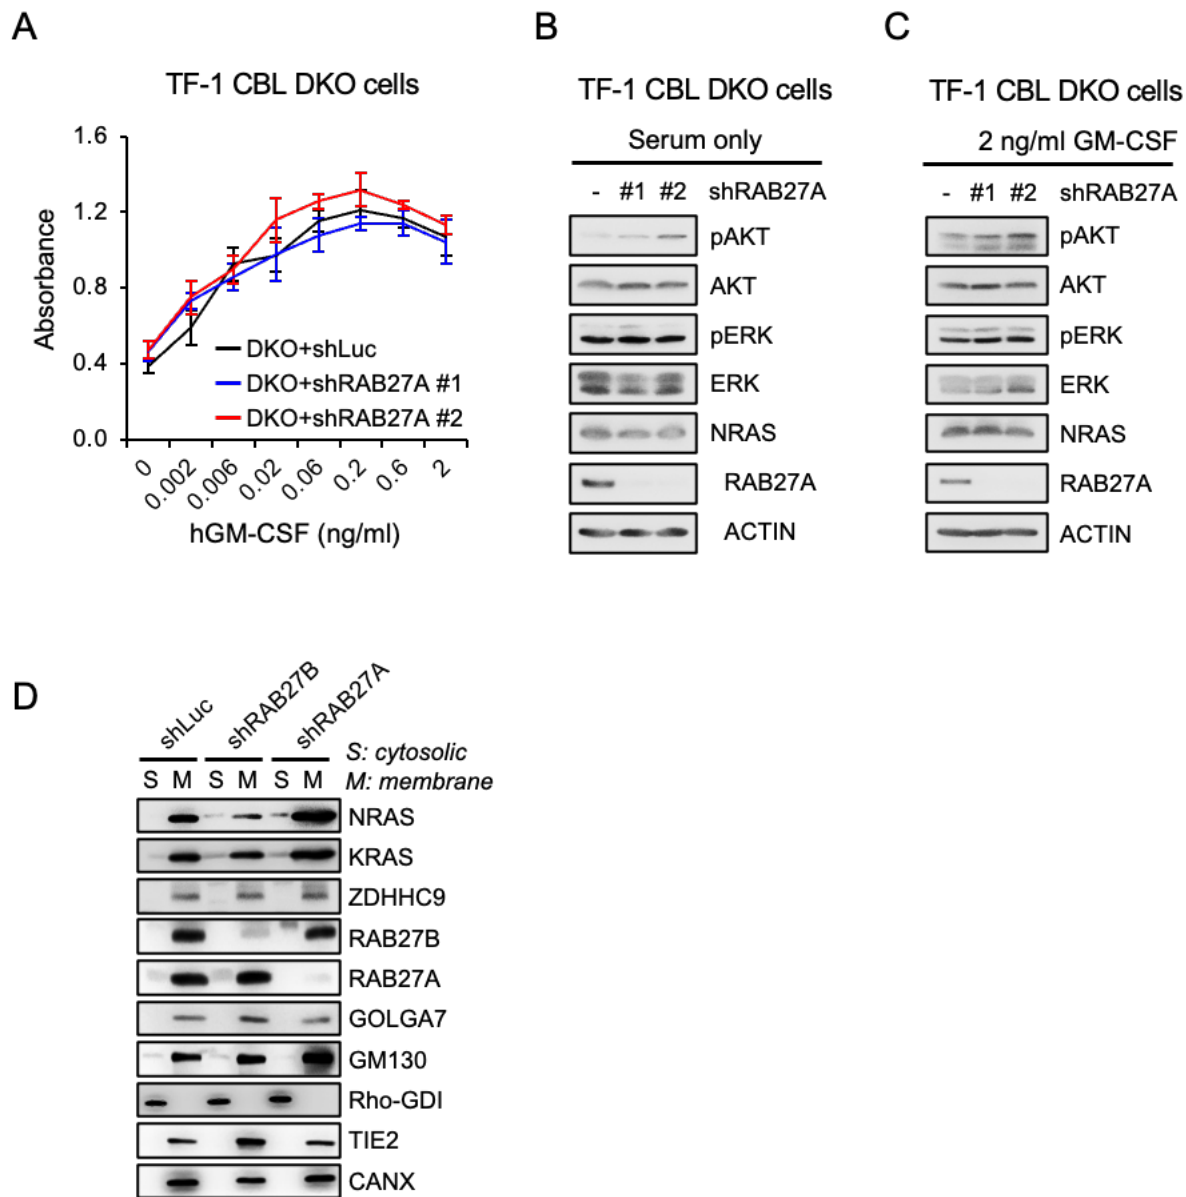 A
TF-1 CBL DKO cells
Absorbance
1.6
1.2
0.8
0.4
0.0
DKO+shLuc
DKO+shRAB27A #1
DKO+shRAB27A #2
0 0.002 0.006 0.02 0.06 0.2 0.6 2
hGM-CSF (ng/ml)
B
TF-1 CBL DKO cells
Serum only
- #1 #2 shRAB27A
pAKT
AKT
pERK
ERK
NRAS
RAB27A
ACTIN
C
TF-1 CBL DKO cells
2 ng/ml GM-CSF
- #1 #2 shRAB27A
pAKT
AKT
pERK
ERK
NRAS
RAB27A
ACTIN
D
shLuc shRAB27B shRAB27A
S: cytosolic
S M S M S M M: membrane
NRAS
KRAS
ZDHHC9
RAB27B
RAB27A
GOLGA7
GM130
Rho-GDI
TIE2
CANX